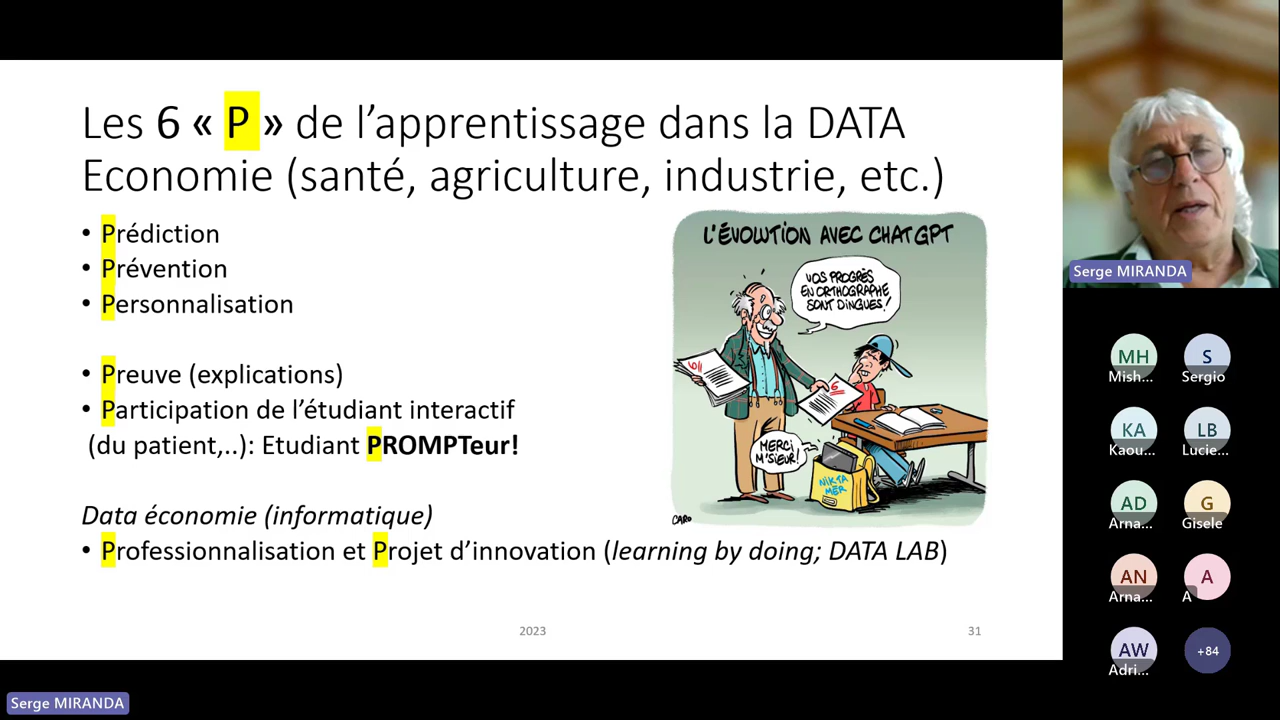 Les 6 « P » de l’apprentissage dans la DATA
Economie (santé, agriculture, industrie, etc.)
• Prédiction
• Prévention
• Personnalisation
• Preuve (explications)
• Participation de l’étudiant interactif
(du patient,..): Etudiant PROMPTeur!
Data économie (informatique)
• Professionnalisation et Projet d’innovation (learning by doing; DATA LAB)
2023
31
L'ÉVOLUTION AVEC CHATGPT
VOS PROGRÈS
EN ORTHOGRAPHE
SONT DINGUES!
6
MERCI
M'SIEUR!
NIKTA
MER
CARO
Serge MIRANDA
MH
Mish...
S
Sergio
KA
Kaou...
LB
Lucie...
AD
Arna...
G
Gisele
AN
Arna...
A
A
AW
Adri...
+84
Serge MIRANDA